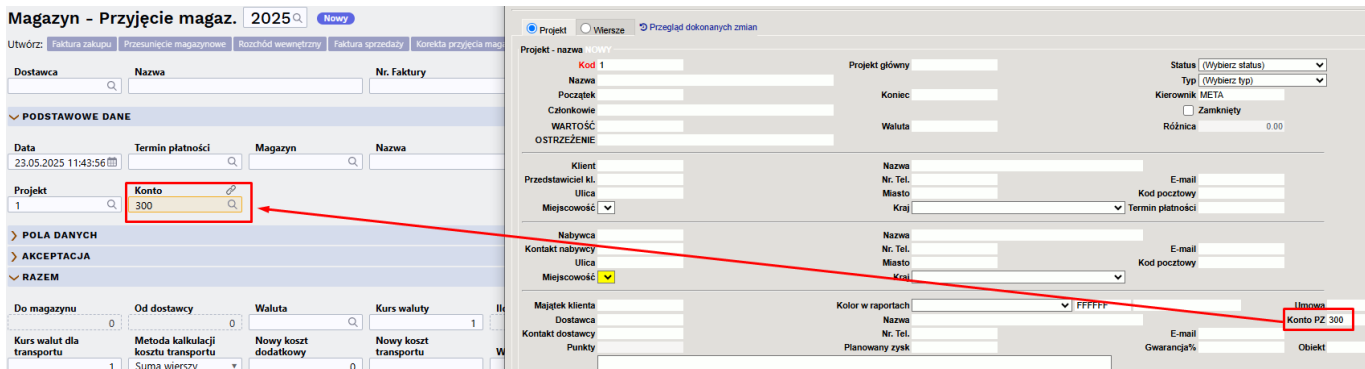 Magazyn - Przyjęcie magaz. 2025 Nowy
Utwórz: Faktura zakupu Przesunięcie magazynowe Rozchód wewnętrzny Faktura sprzedaży Korekta przyjęcia
Dostawca Nazwa Nr. Faktury
PODSTAWOWE DANE
Data Termin płatności Magazyn Nazwa
23.05.2025 11:43:56
Projekt Konto
1 300
POLA DANYCH
AKCEPTACJA
RAZEM
Do magazynu Od dostawcy Waluta Kurs waluty
0 0 1
Kurs walut dla transportu Metoda kalkulacji kosztu transportu Nowy koszt dodatkowy Nowy koszt transportu
1 Suma wierszy 0
Projekt Wiersze Przegląd dokonanych zmian
Projekt - nazwa NOWY
Kod 1 Projekt główny Status (Wybierz status)
Nazwa Typ (Wybierz typ)
Początek Koniec Kierownik META
Członkowie Zamknięty
WARTOŚĆ Waluta Różnica 0.00
OSTRZEŻENIE
Klient Nazwa
Przedstawiciel kl. Nr. Tel. E-mail
Ulica Miasto Kod pocztowy
Miejscowość Kraj Termin płatności
Nabywca Nazwa
Kontakt nabywcy Nr. Tel. E-mail
Ulica Miasto Kod pocztowy
Miejscowość Kraj
Majątek klienta Kolor w raportach FFFFFF Umowa
Dostawca Nazwa Konto PZ 300
Kontakt dostawcy Nr. Tel. E-mail
Punkty Planowany zysk Gwarancja% Obiekt